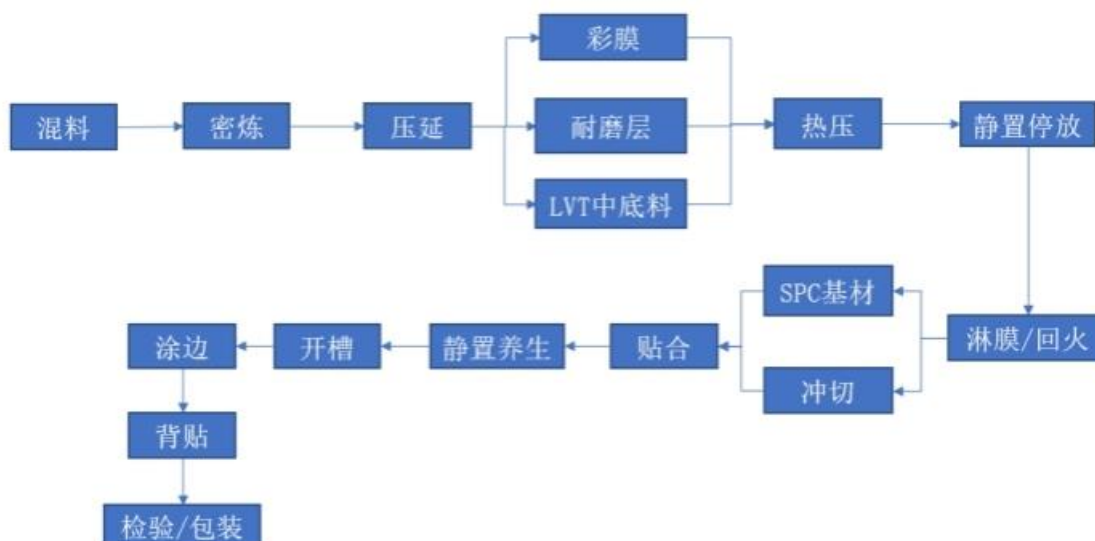 混料
密炼
压延
彩膜
耐磨层
LVT中底料
热压
静置停放
淋膜/回火
SPC基材
冲切
贴合
静置养生
开槽
涂边
背贴
检验/包装